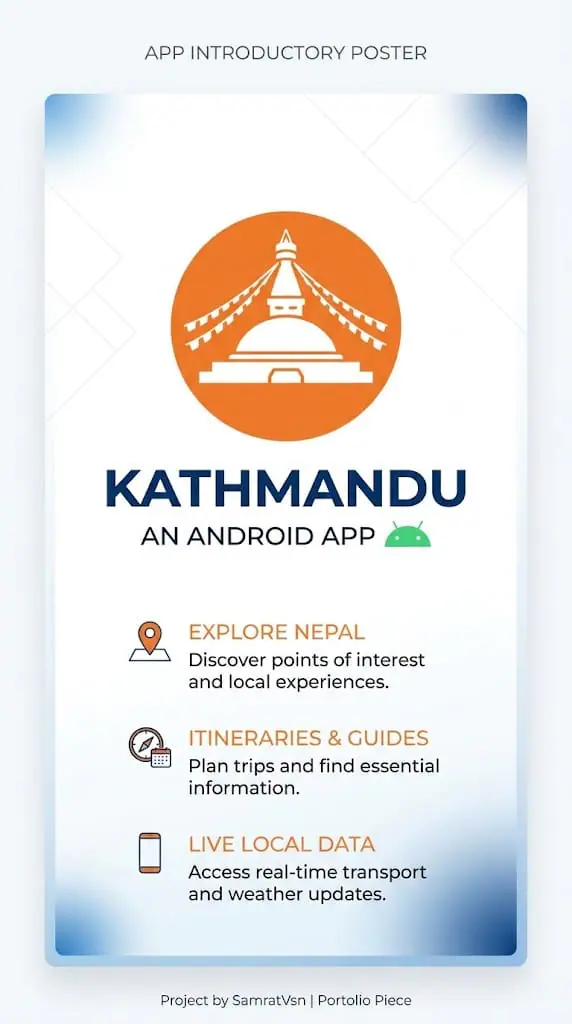 APP INTRODUCTORY POSTER
KATHMANDU
AN ANDROID APP
EXPLORE NEPAL
Discover points of interest
and local experiences.
ITINERARIES & GUIDES
Plan trips and find essential
information.
LIVE LOCAL DATA
Access real-time transport
and weather updates.
Project by SamratVsn | Portolio Piece